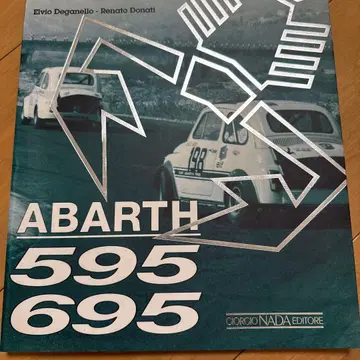 Elvio Deganello - Renato Donati
198
ABARTH
595
695
GIORGIO NADA EDITORE